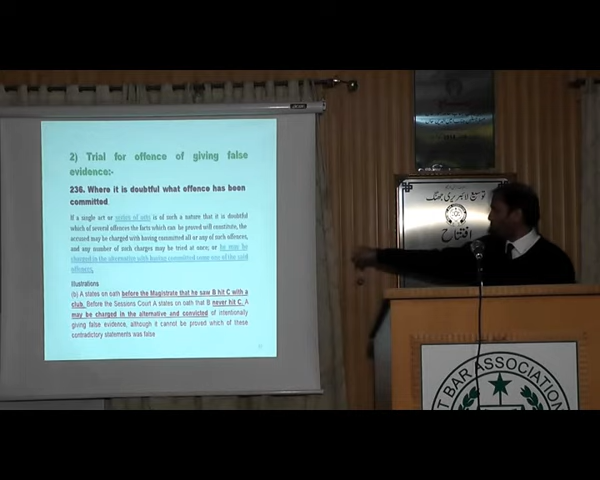 2) Trial for offence of giving false
evidence:-
236. Where it is doubtful what offence has been
committed
If a single act or series of acts is of such a nature that it is doubtful
which of several offences the facts which can be proved will constitute, the
accused may be charged with having committed all or any of such offences,
and any number of such charges may be tried at once; or he may be
charged in the alternative with having committed some one of the said
offences.
Illustrations
(b) A states on oath before the Magistrate that he saw B hit C with a
club. Before the Sessions Court A states on oath that B never hit C. A
may be charged in the alternative and convicted of intentionally
giving false evidence, although it cannot be proved which of these
contradictory statements was false
توسیع لائبریری جھنگ
افتتاح
T BAR ASSOCIATION